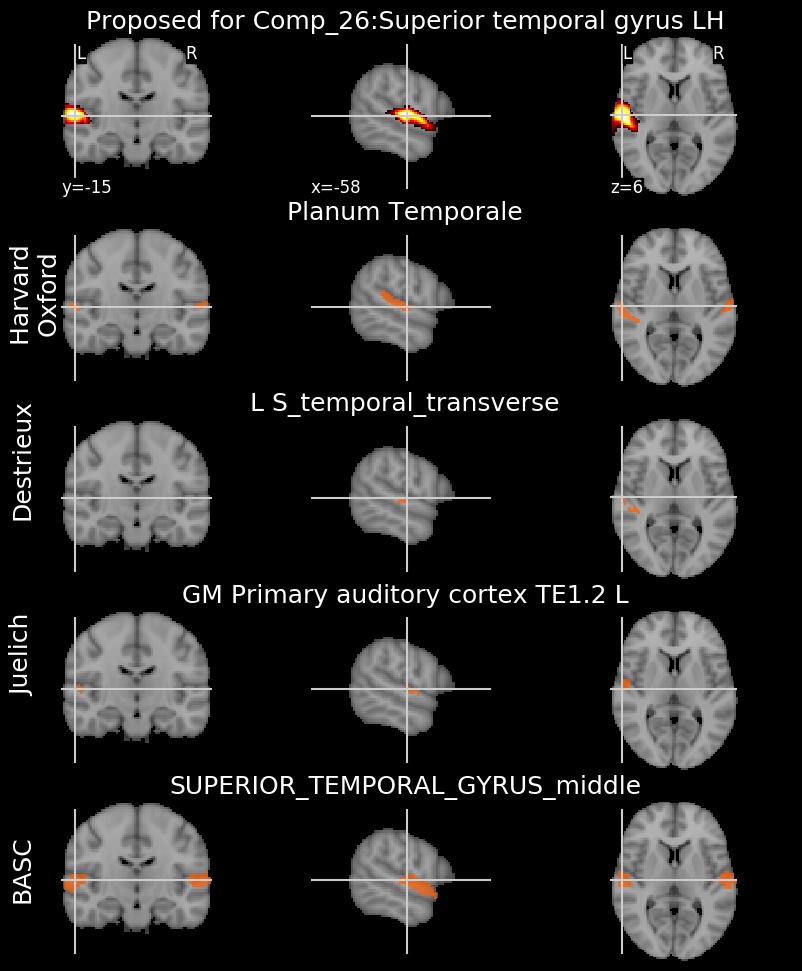 Proposed for Comp_26:Superior temporal gyrus LH
L R
L R
y=-15
x=-58
z=6
Planum Temporale
Harvard
Oxford
L S_temporal_transverse
Destrieux
GM Primary auditory cortex TE1.2 L
Juelich
SUPERIOR_TEMPORAL_GYRUS_middle
BASC